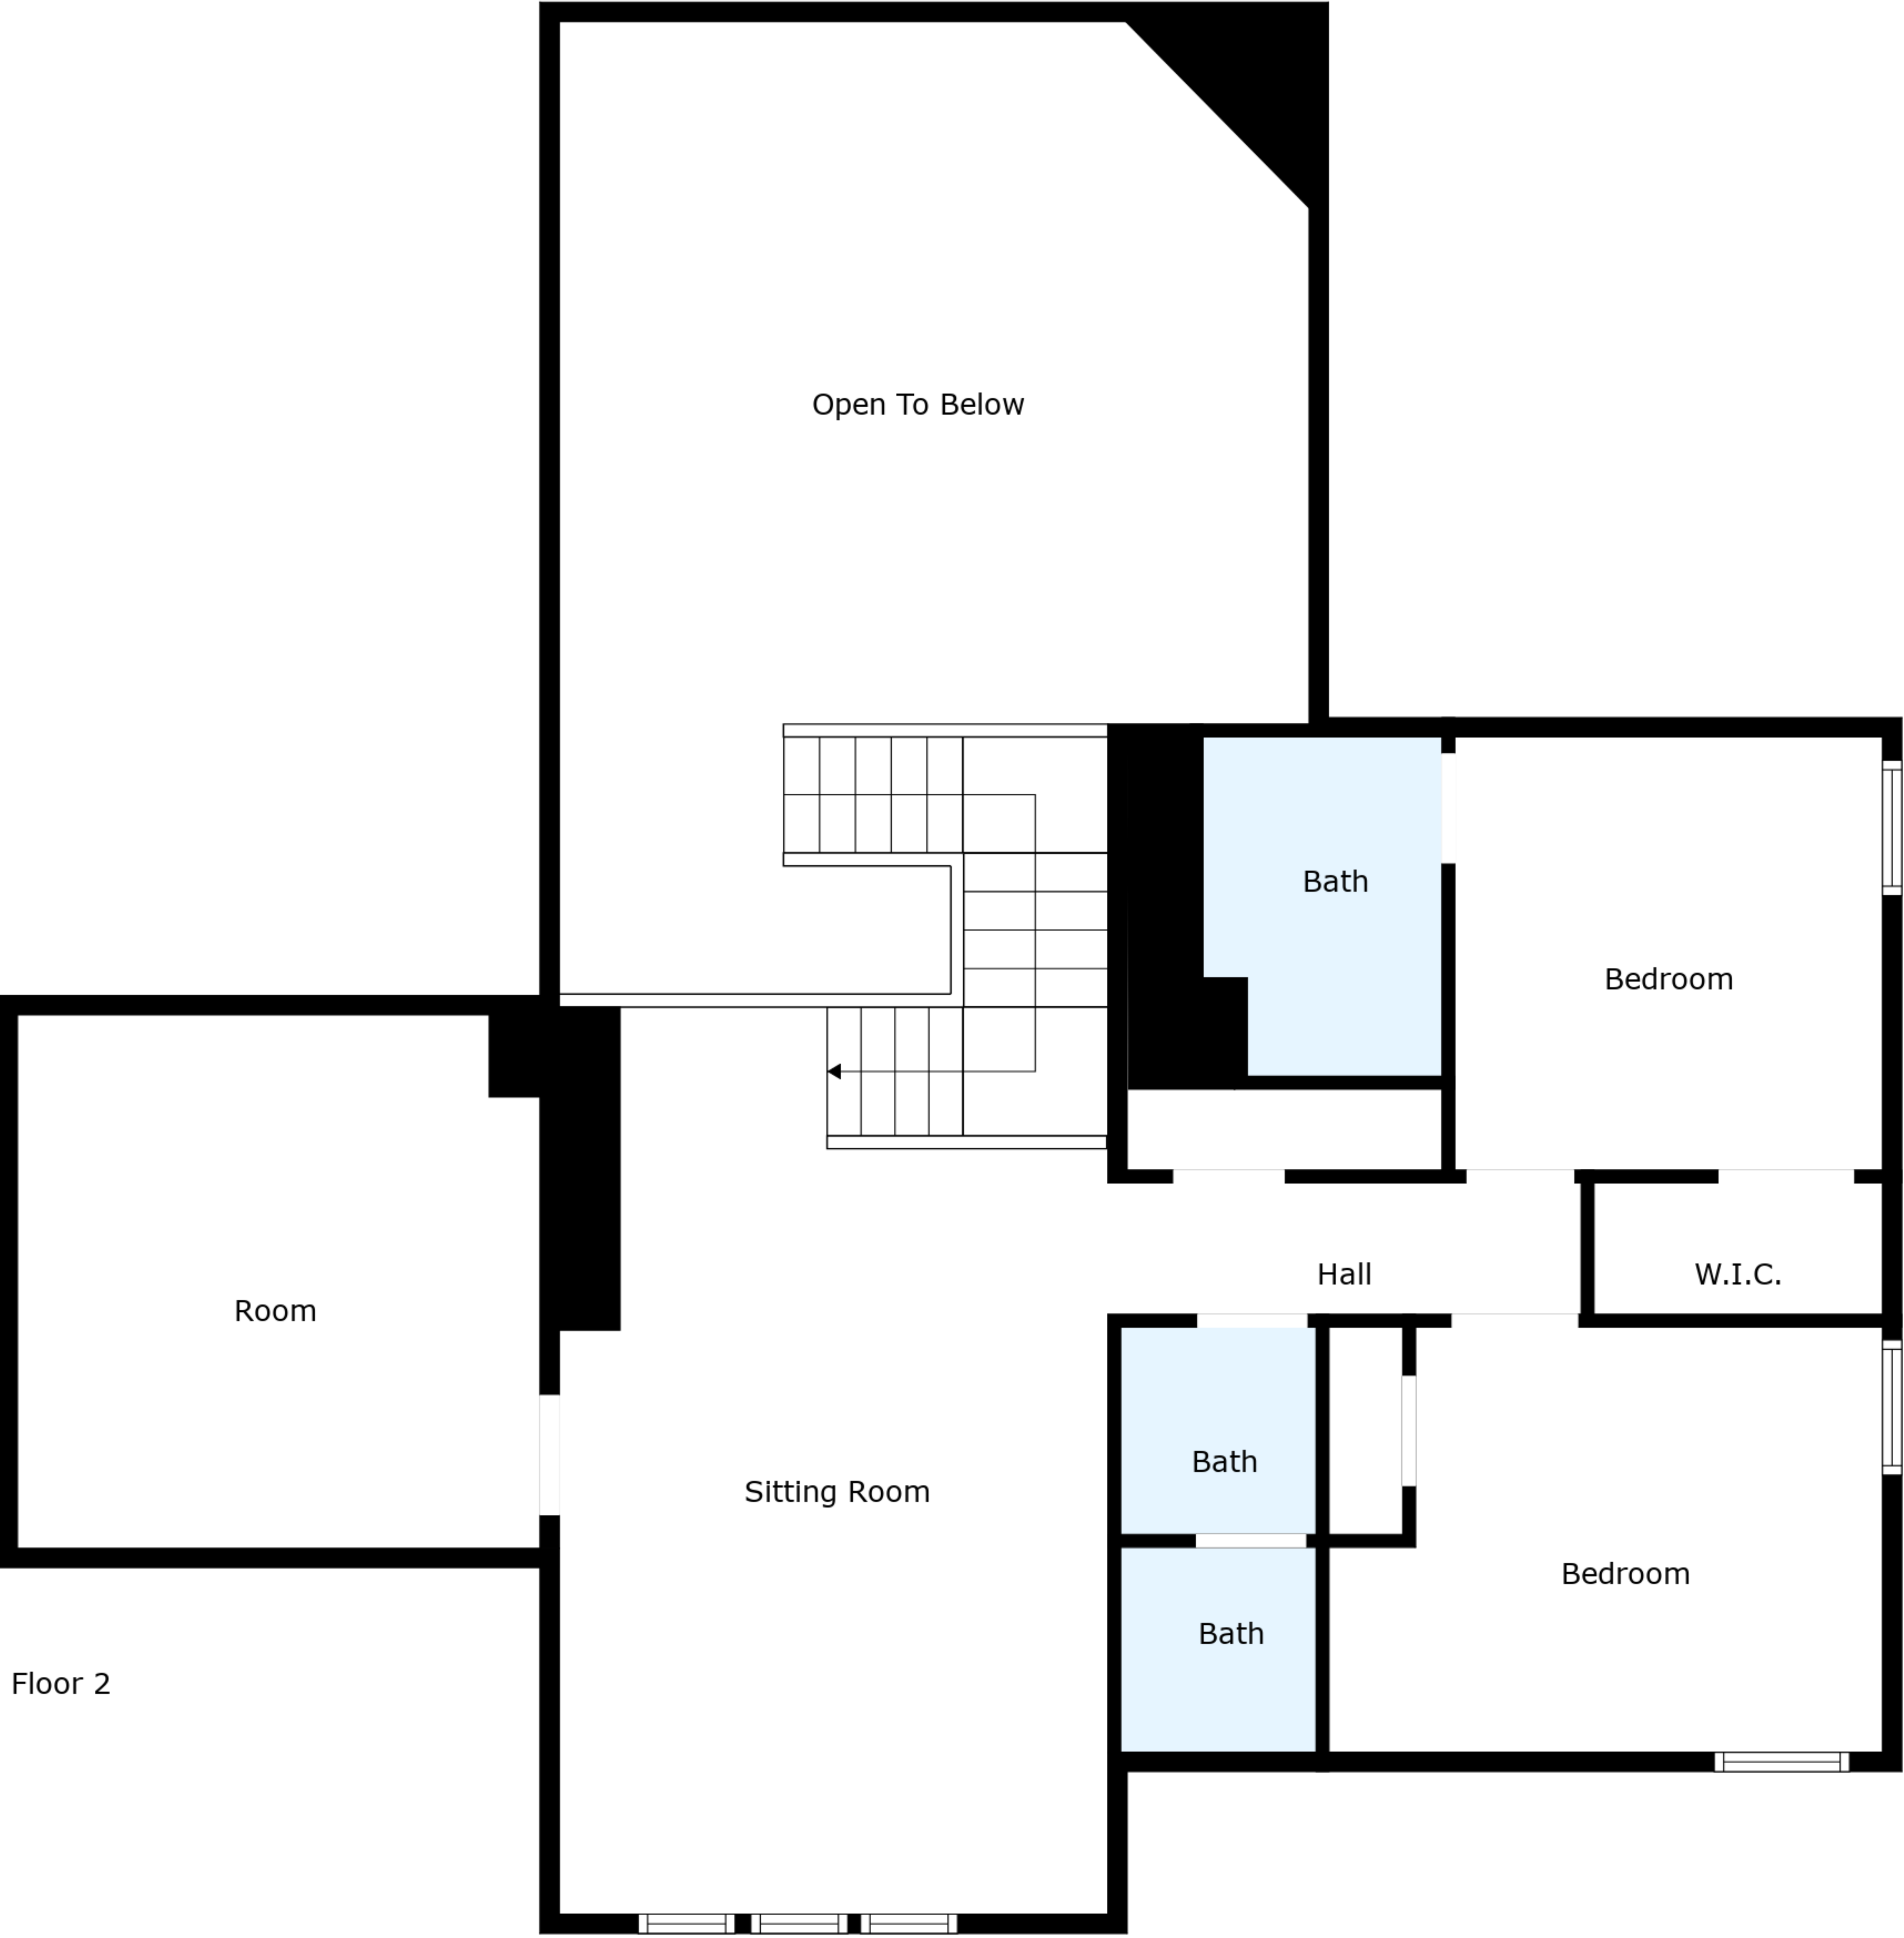 Open To Below
Bath
Bedroom
Hall
W.I.C.
Room
Bath
Sitting Room
Bedroom
Bath
Floor 2